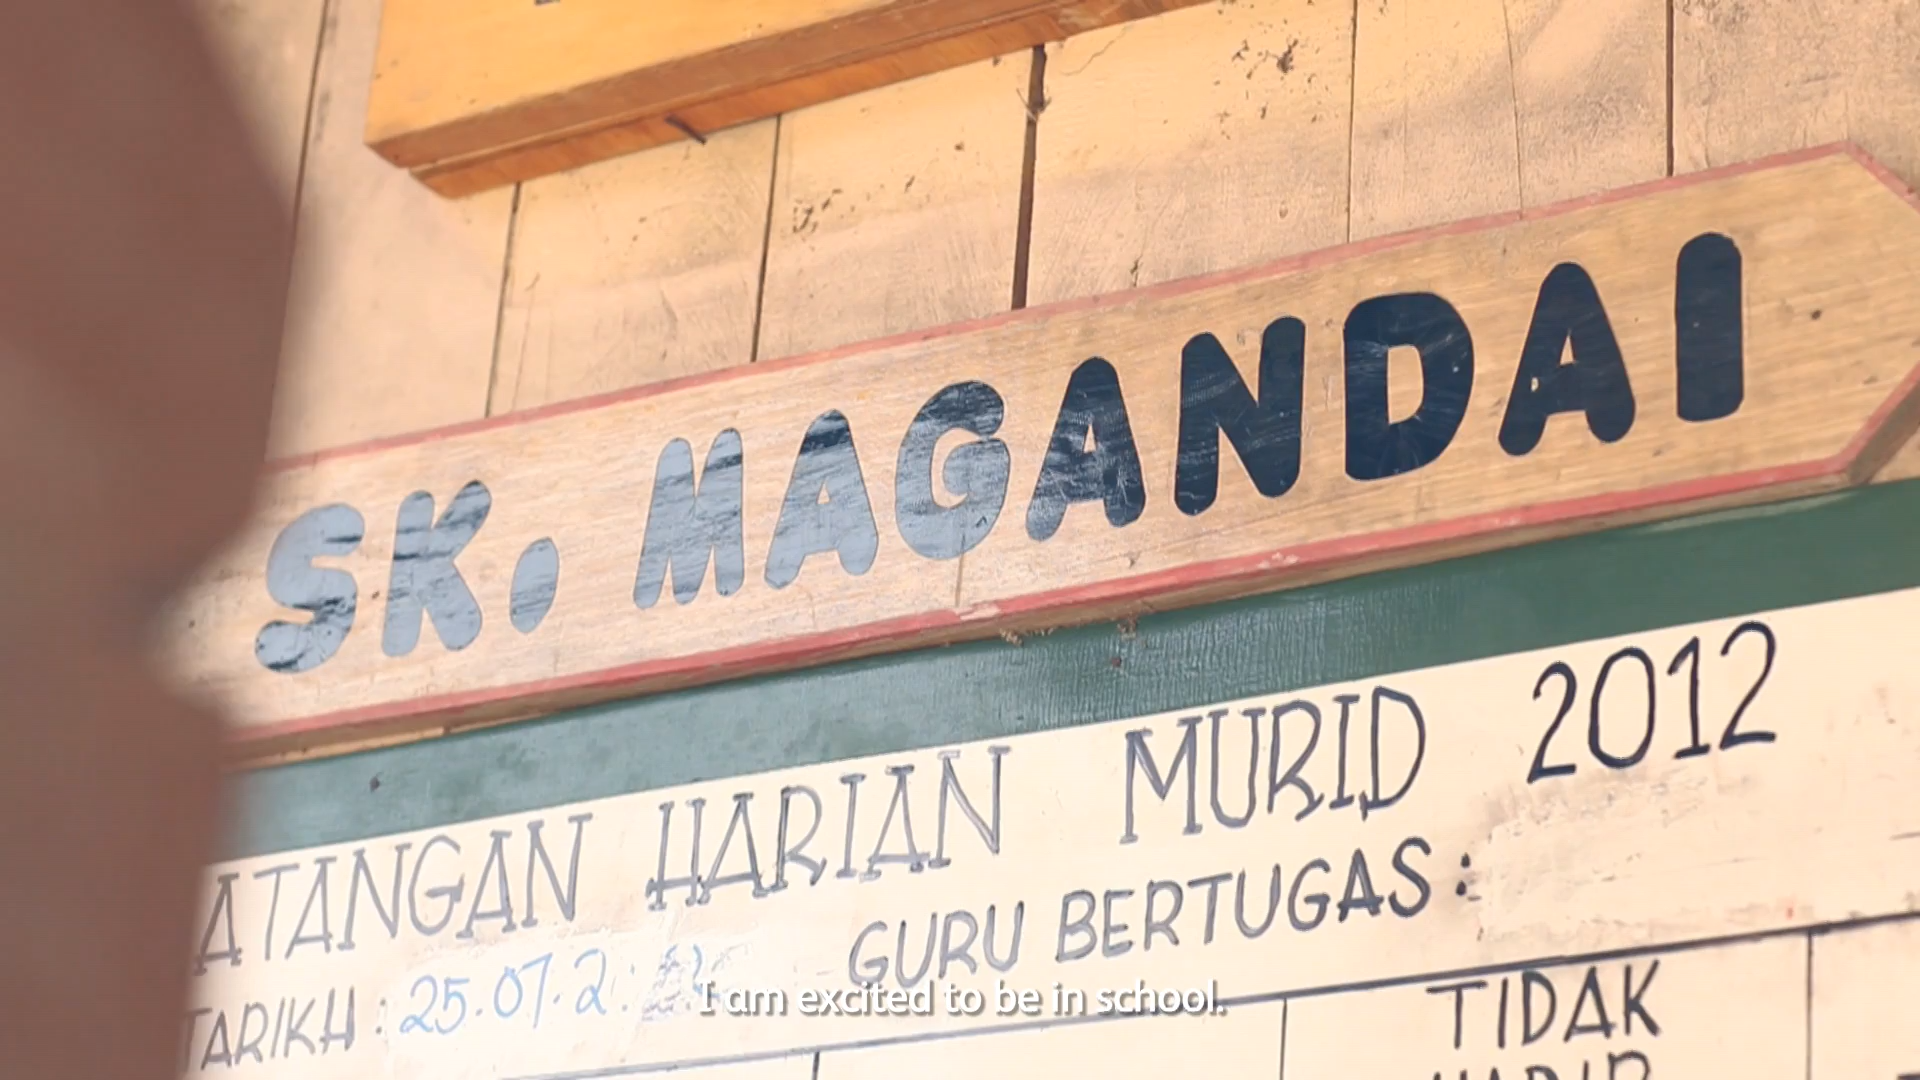 SK. MAGANDAI
ATANGAN HARIAN MURID 2012
GURU BERTUGAS:
TARIKH: 25.07.2
I am excited to be in school.
TIDAK
HADIR